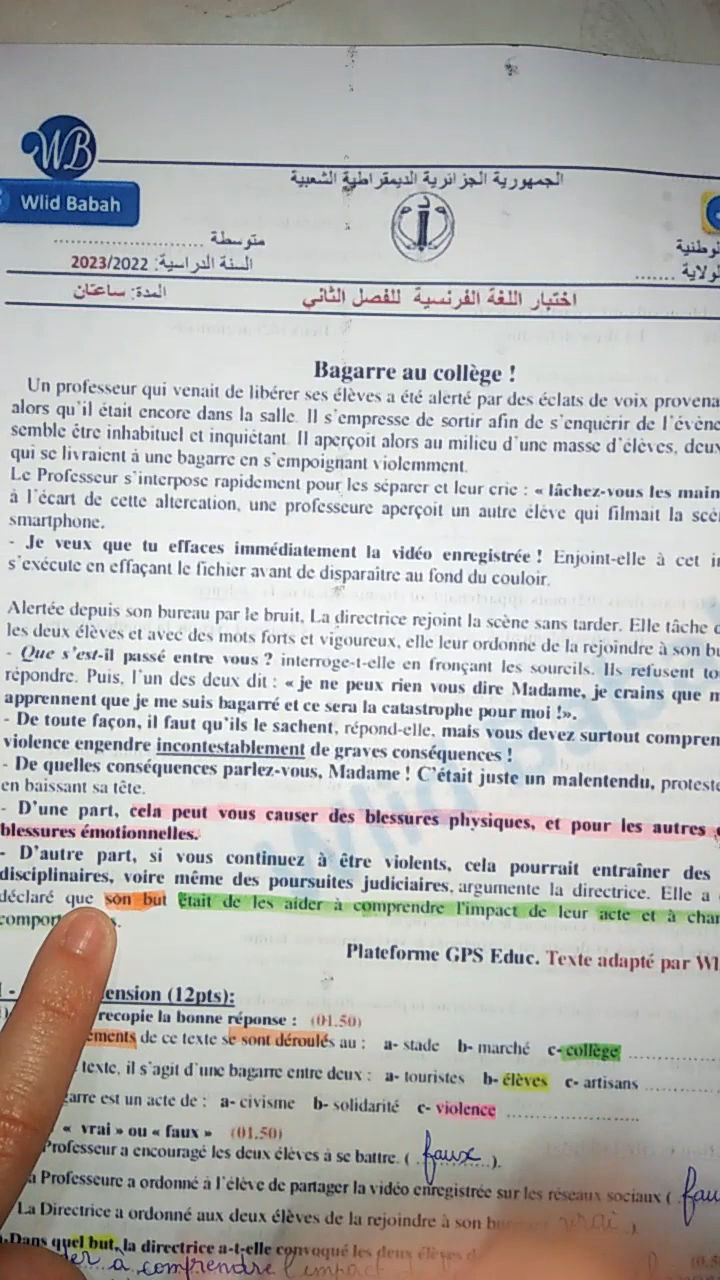 WB
Wlid Babah
الجمهورية الجزائرية الديمقراطية الشعبية
متوسطة ........................
السنة الدراسية: 2023/2022
المدة: ساعتان
اختبار اللغة الفرنسية للفصل الثاني
Bagarre au collège !
Un professeur qui venait de libérer ses élèves a été alerté par des éclats de voix provena
alors qu'il était encore dans la salle. Il s'empresse de sortir afin de s'enquérir de l'évène
semble être inhabituel et inquiétant. Il aperçoit alors au milieu d'une masse d'élèves, deux
qui se livraient à une bagarre en s'empoignant violemment.
Le Professeur s'interpose rapidement pour les séparer et leur crie : « lâchez-vous les main
à l'écart de cette altercation, une professeure aperçoit un autre élève qui filmait la scè
smartphone.
- Je veux que tu effaces immédiatement la vidéo enregistrée ! Enjoint-elle à cet i
s'exécute en effaçant le fichier avant de disparaître au fond du couloir.
Alertée depuis son bureau par le bruit, La directrice rejoint la scène sans tarder. Elle tâche
les deux élèves et avec des mots forts et vigoureux, elle leur ordonne de la rejoindre à son bu
- Que s'est-il passé entre vous ? interroge-t-elle en fronçant les sourcils. Ils refusent to
répondre. Puis, l'un des deux dit : « je ne peux rien vous dire Madame, je crains que m
apprennent que je me suis bagarré et ce sera la catastrophe pour moi !».
- De toute façon, il faut qu'ils le sachent, répond-elle, mais vous devez surtout compren
violence engendre incontestablement de graves conséquences !
- De quelles conséquences parlez-vous, Madame ! C'était juste un malentendu, proteste
en baissant sa tête.
- D'une part, cela peut vous causer des blessures physiques, et pour les autres
blessures émotionnelles.
- D'autre part, si vous continuez à être violents, cela pourrait entraîner des
disciplinaires, voire même des poursuites judiciaires, argumente la directrice. Elle a
déclaré que son but était de les aider à comprendre l'impact de leur acte et à chan
comport s.
Plateforme GPS Educ. Texte adapté par Wl
ension (12pts):
recopie la bonne réponse : (01.50)
ements de ce texte se sont déroulés au : a- stade b- marché c- collège ..................
texte, il s'agit d'une bagarre entre deux : a- touristes b- élèves c- artisans ..............
garre est un acte de : a- civisme b- solidarité c- violence ..........................
« vrai » ou « faux » (01.50)
Professeur a encouragé les deux élèves à se battre. ( faux ).
a Professeure a ordonné à l'élève de partager la vidéo enregistrée sur les réseaux sociaux ( fau
La Directrice a ordonné aux deux élèves de la rejoindre à son bu vrai )
Dans quel but, la directrice a-t-elle convoqué les deux élèves
er à comprendre l'impact